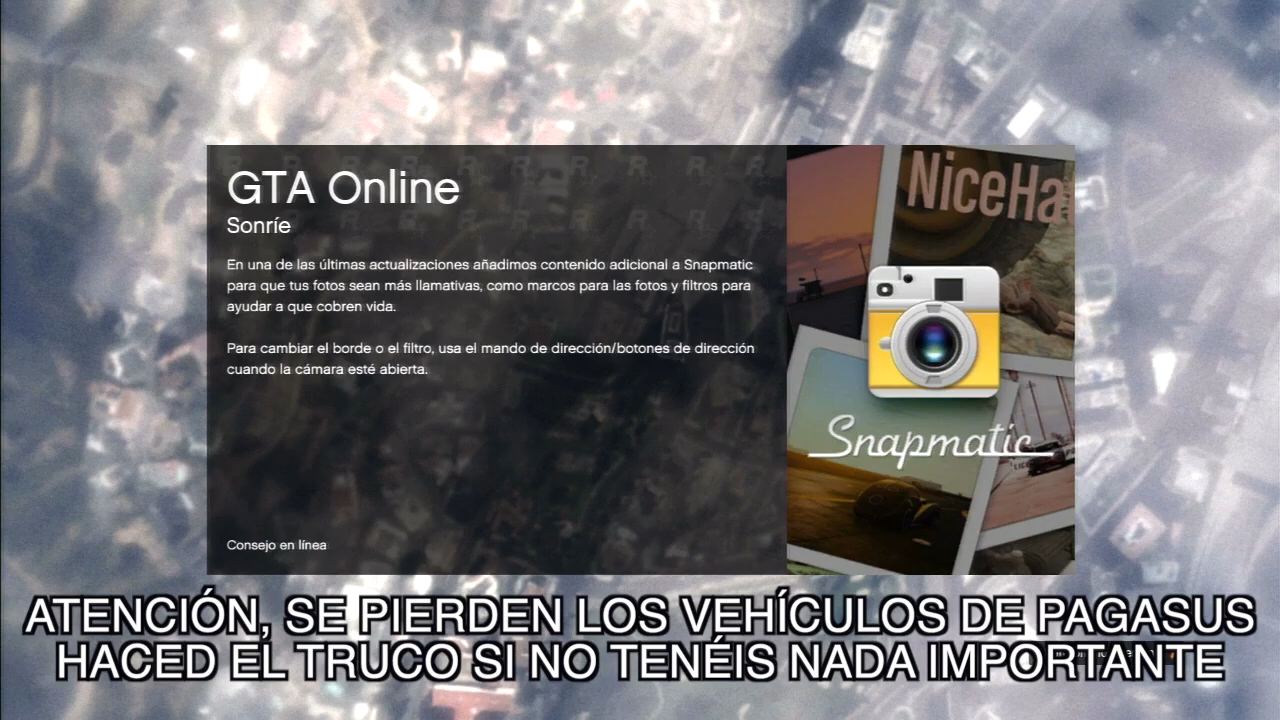 GTA Online
Sonríe
En una de las últimas actualizaciones añadimos contenido adicional a Snapmatic
para que tus fotos sean más llamativas, como marcos para las fotos y filtros para
ayudar a que cobren vida.
Para cambiar el borde o el filtro, usa el mando de dirección/botones de dirección
cuando la cámara esté abierta.
Consejo en línea
NiceHa
Snapmatic
ATENCIÓN, SE PIERDEN LOS VEHÍCULOS DE PAGASUS
HACED EL TRUCO SI NO TENÉIS NADA IMPORTANTE